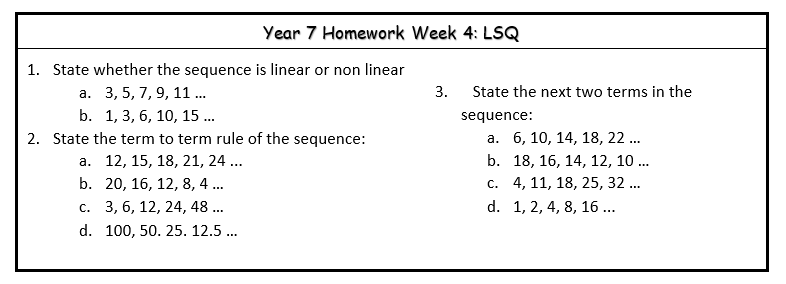 Year 7 Homework Week 4: LSQ
1. State whether the sequence is linear or non linear
a. 3, 5, 7, 9, 11 ...
b. 1, 3, 6, 10, 15 ...
2. State the term to term rule of the sequence:
a. 12, 15, 18, 21, 24 ...
b. 20, 16, 12, 8, 4 ...
c. 3, 6, 12, 24, 48 ...
d. 100, 50. 25. 12.5 ...
3. State the next two terms in the
sequence:
a. 6, 10, 14, 18, 22 ...
b. 18, 16, 14, 12, 10 ...
c. 4, 11, 18, 25, 32 ...
d. 1, 2, 4, 8, 16 ...